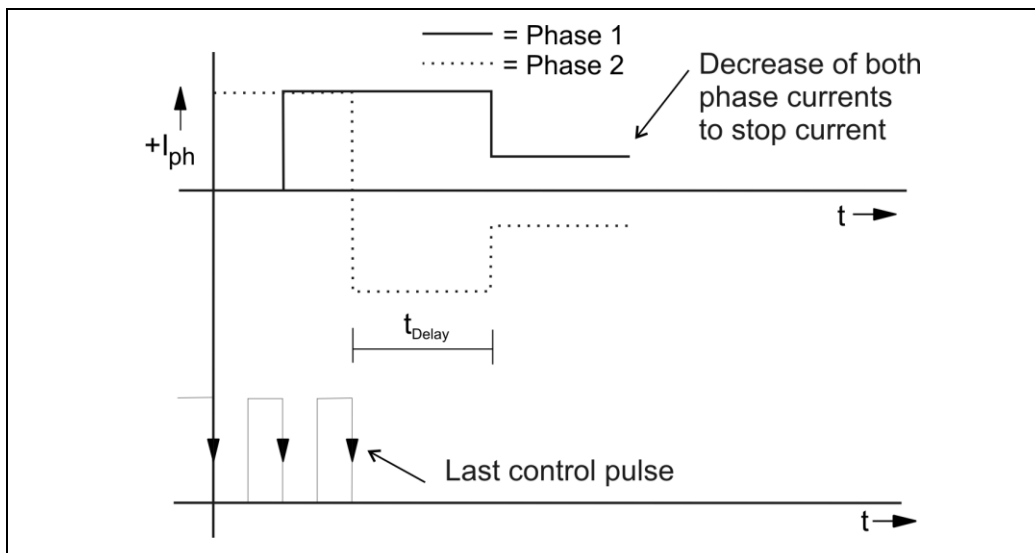 = Phase 1
= Phase 2
Decrease of both
phase currents
to stop current
+Iph
t
tDelay
Last control pulse
t